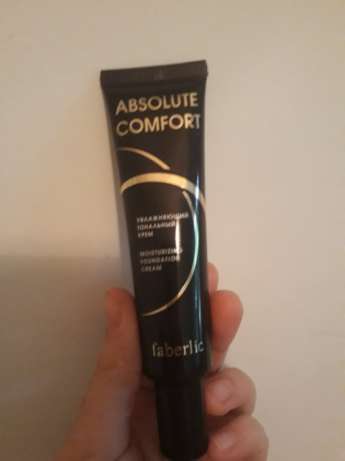 ABSOLUTE
COMFORT
УВЛАЖНЯЮЩИЙ
ТОНАЛЬНЫЙ
КРЕМ
MOISTURIZING
FOUNDATION
CREAM
faberlic